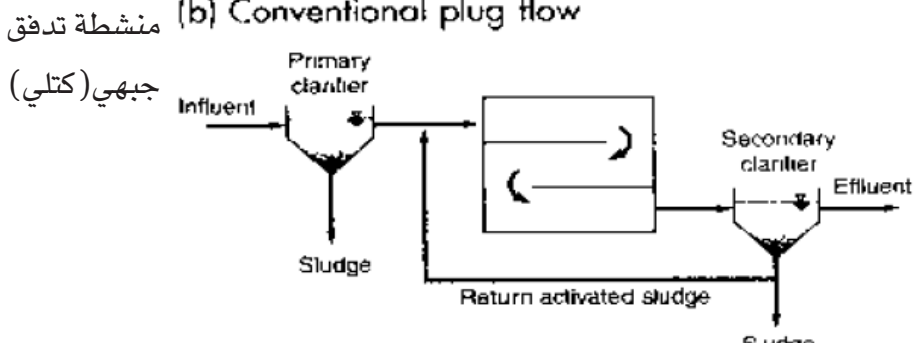 (b) Conventional plug flow
منشطة تدفق
جبهي (كتلي)
Primary
clarifier
Influent
Sludge
Secondary
clarifier
Effluent
Return activated sludge
Sludge